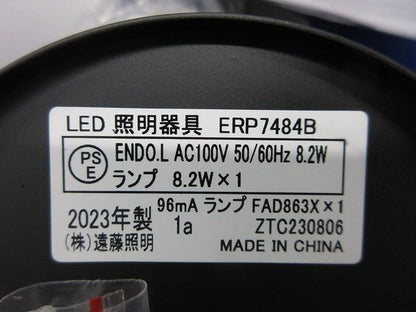 LED 照明器具 ERP7484B
PS E ENDO.L AC100V 50/60Hz 8.2W
ランプ 8.2W×1
96mA ランプ FAD863X×1
2023年製 1a ZTC230806
(株)遠藤照明 MADE IN CHINA